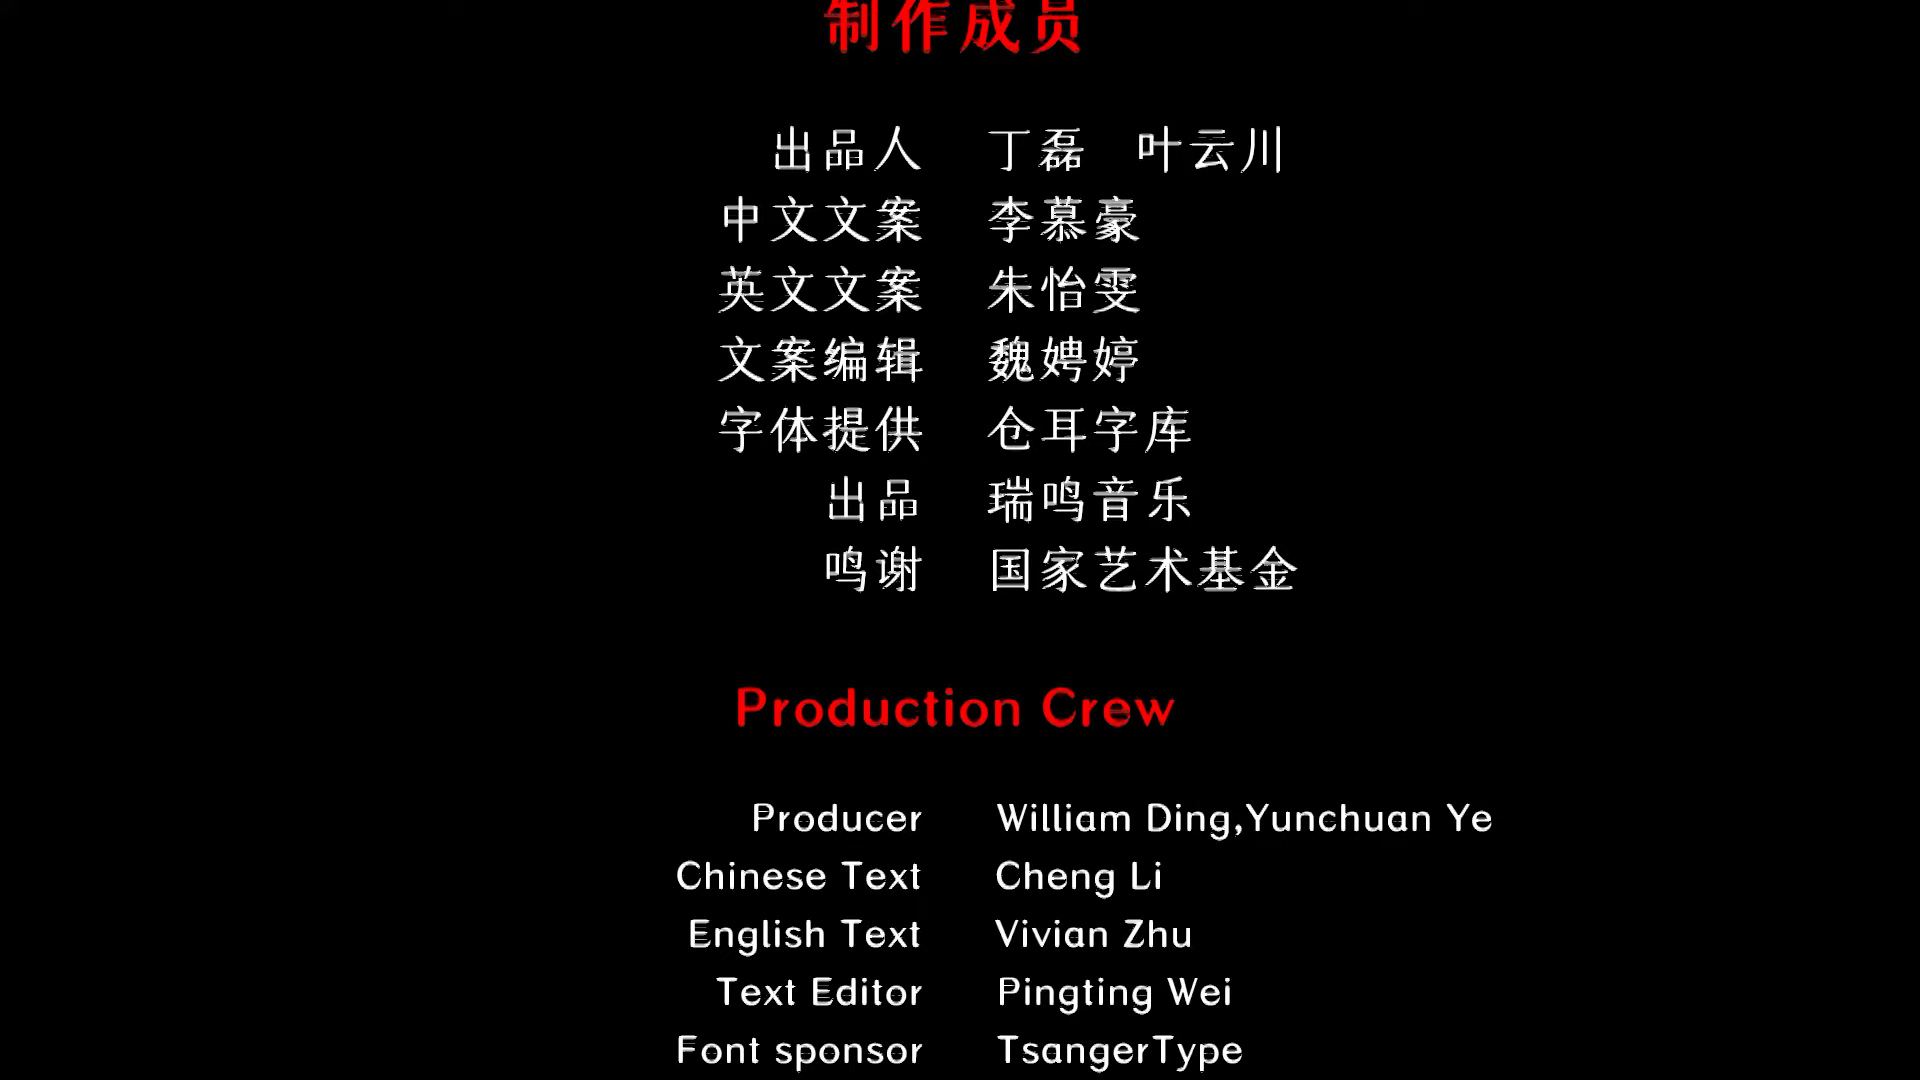 制作成员
出品人 丁磊 叶云川
中文文案 李慕豪
英文文案 朱怡雯
文案编辑 魏娉婷
字体提供 仓耳字库
出品 瑞鸣音乐
鸣谢 国家艺术基金
Production Crew
Producer William Ding,Yunchuan Ye
Chinese Text Cheng Li
English Text Vivian Zhu
Text Editor Pingting Wei
Font sponsor TsangerType